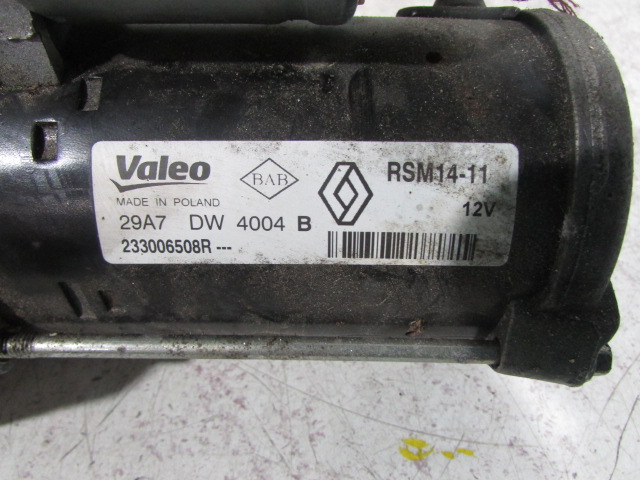 Valeo
MADE IN POLAND
BAB
RSM14-11
12V
29A7 DW 4004 B
233006508R ---